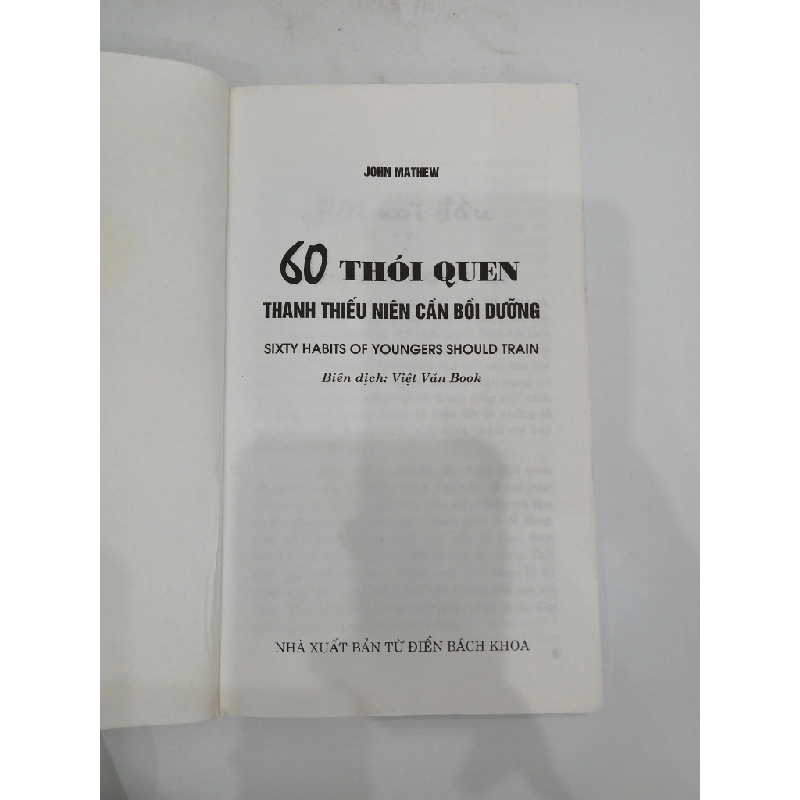 JOHN MATHEW
60 THÓI QUEN
THANH THIẾU NIÊN CẦN BỒI DƯỠNG
SIXTY HABITS OF YOUNGERS SHOULD TRAIN
Biên dịch: Việt Văn Book
NHÀ XUẤT BẢN TỪ ĐIỂN BÁCH KHOA